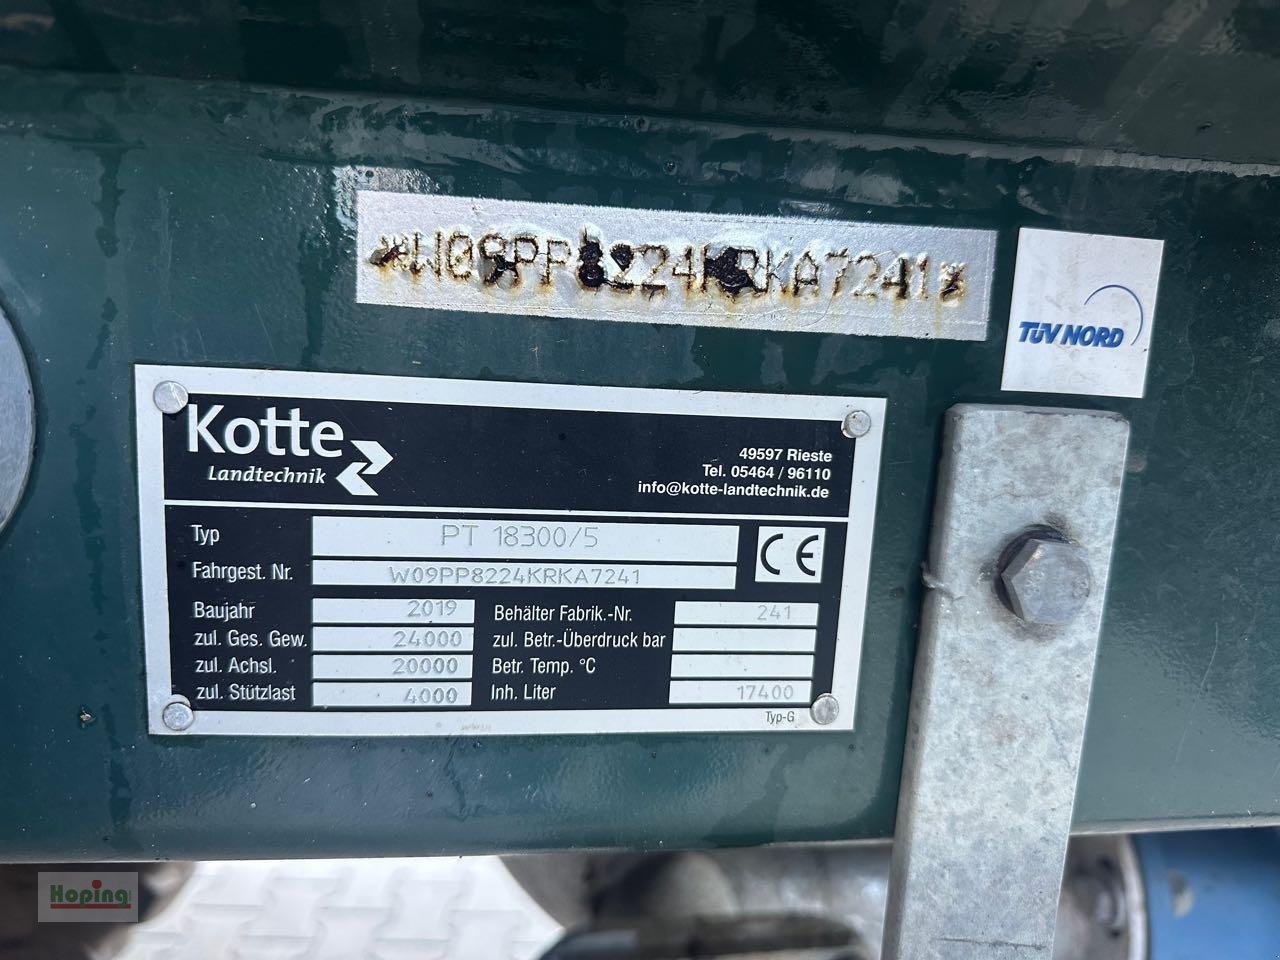 *W09PP8224KRKA7241*
TÜV NORD
Kotte
Landtechnik
49597 Rieste
Tel. 05464 / 96110
info@kotte-landtechnik.de
Typ PT 18300/5
CE
Fahrgest. Nr. W09PP8224KRKA7241
Baujahr 2019 Behälter Fabrik.-Nr. 241
zul. Ges. Gew. 24000 zul. Betr.-Überdruck bar
zul. Achsl. 20000 Betr. Temp. °C
zul. Stützlast 4000 Inh. Liter 17400
Typ-G
Hoping